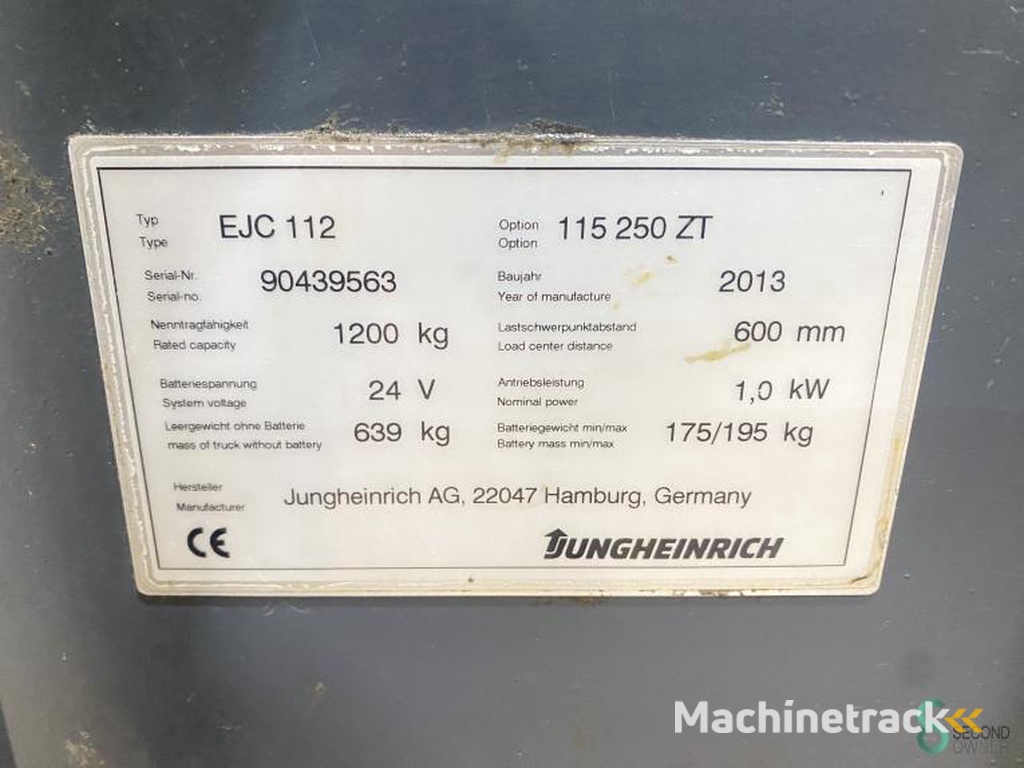 Typ EJC 112 Option 115 250 ZT
Type Option
Serial-Nr. 90439563 Baujahr 2013
Serial-no. Year of manufacture
Nenntragfähigkeit 1200 kg Lastschwerpunktabstand 600 mm
Rated capacity Load center distance
Batteriespannung 24 V Antriebsleistung 1,0 kW
System voltage Nominal power
Leergewicht ohne Batterie 639 kg Batteriegewicht min/max 175/195 kg
mass of truck without battery Battery mass min/max
Hersteller Jungheinrich AG, 22047 Hamburg, Germany
Manufacturer
CE JUNGHEINRICH
Machinetrack
SECOND
OWNER